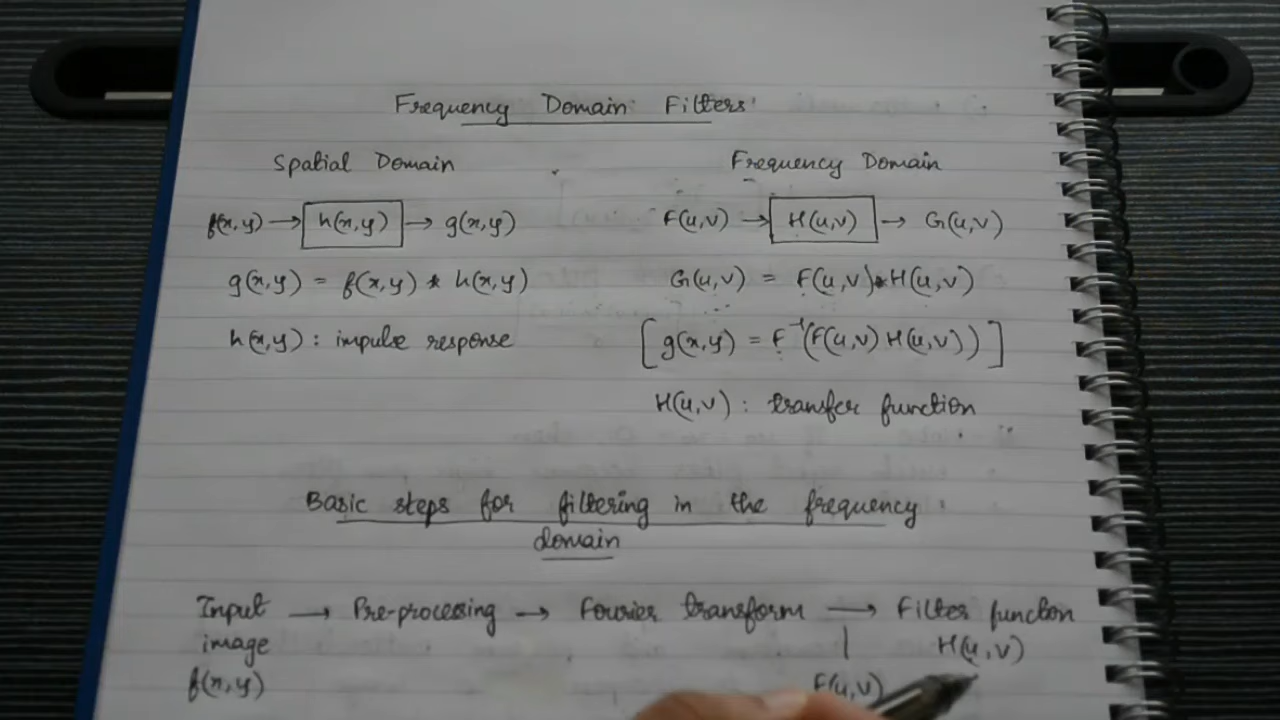 Frequency Domain Filters
Spatial Domain
f(x,y) → h(x,y) → g(x,y)
g(x,y) = f(x,y) * h(x,y)
h(x,y) : impulse response
Frequency Domain
F(u,v) → H(u,v) → G(u,v)
G(u,v) = F(u,v)*H(u,v)
[g(x,y) = F⁻¹(F(u,v) H(u,v))]
H(u,v) : transfer function
Basic steps for filtering in the frequency
domain
Input → Pre-processing → Fourier transform → Filter function
image | H(u,v)
f(x,y) F(u,v)